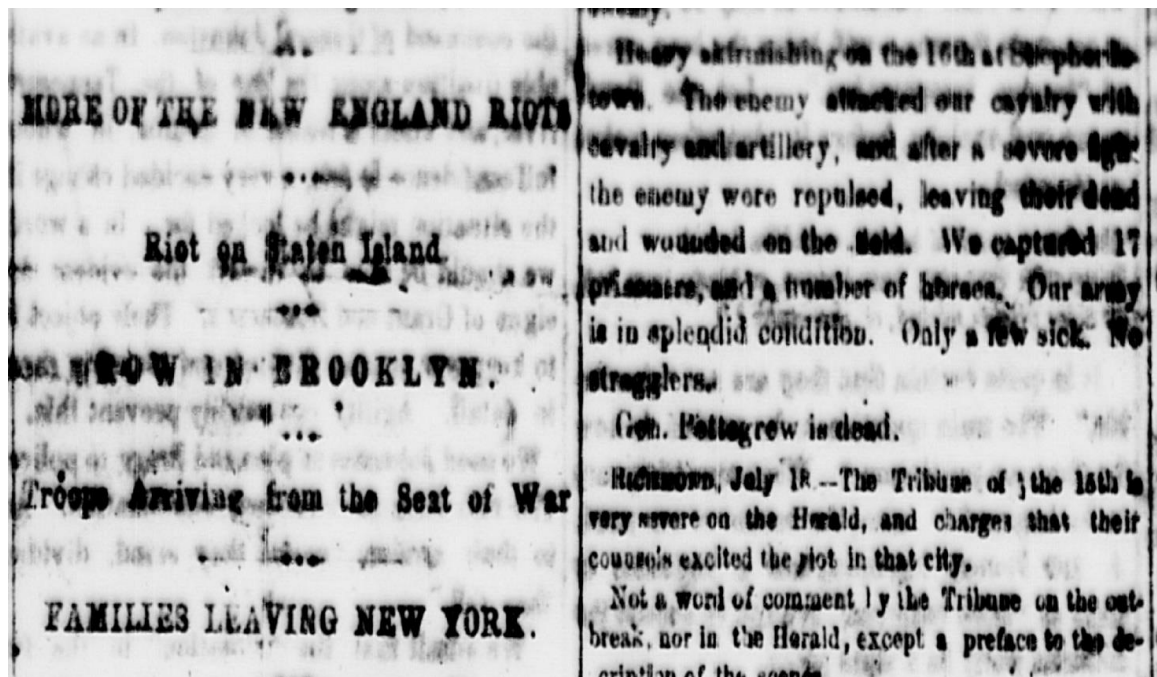 MORE OF THE NEW ENGLAND RIOTS
Riot on Staten Island.
ROW IN BROOKLYN.
Troops Arriving from the Seat of War
FAMILIES LEAVING NEW YORK.
Heavy skirmishing on the 16th at Shepherds-
town. The enemy attacked our cavalry with
cavalry and artillery, and after a severe
the enemy were repulsed, leaving their dead
and wounded on the field. We captured 17
prisoners, and a number of horses. Our army
is in splendid condition. Only a few sick. No
stragglers.
Gen. Pettegrew is dead.
RICHMOND, July 18.--The Tribune of the 15th is
very severe on the Herald, and charges that their
counsels excited the riot in that city.
Not a word of comment by the Tribune on the out-
break, nor in the Herald, except a preface to the de-
scription of the scenes